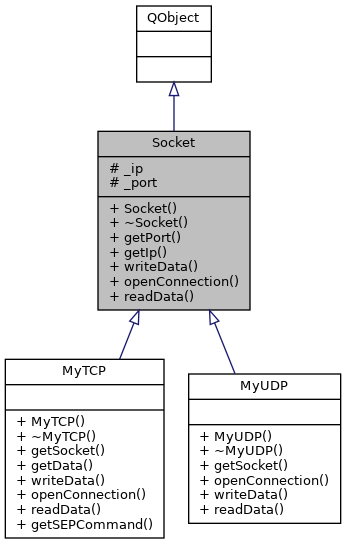 QObject
Socket
# _ip
# _port
+ Socket()
+ ~Socket()
+ getPort()
+ getIp()
+ writeData()
+ openConnection()
+ readData()
MyTCP
+ MyTCP()
+ ~MyTCP()
+ getSocket()
+ getData()
+ writeData()
+ openConnection()
+ readData()
+ getSEPCommand()
MyUDP
+ MyUDP()
+ ~MyUDP()
+ getSocket()
+ openConnection()
+ writeData()
+ readData()